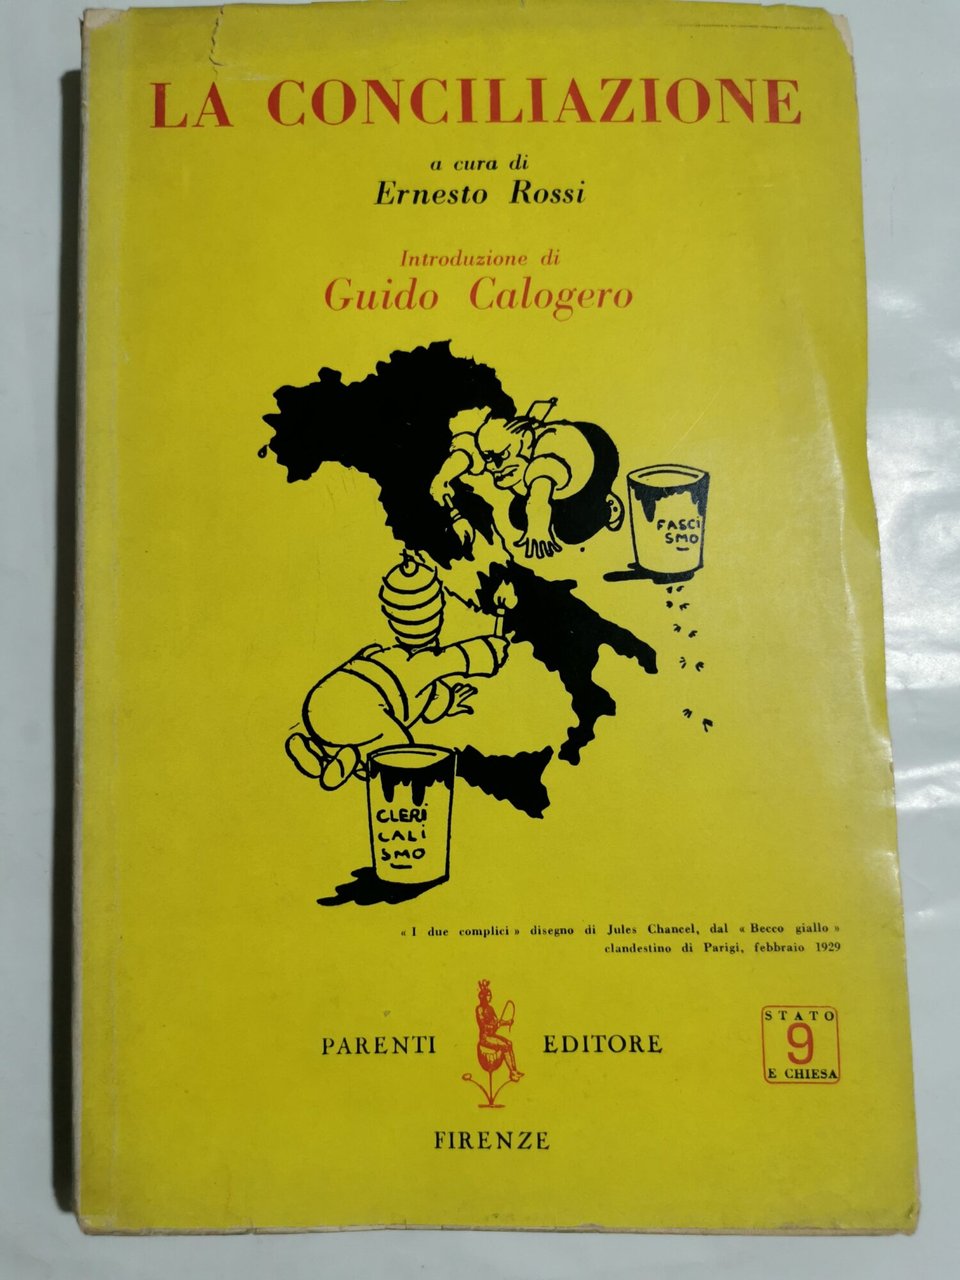 LA CONCILIAZIONE
a cura di
Ernesto Rossi
Introduzione di
Guido Calogero
FASCI
SMO
CLERI
CALI
SMO
« I due complici » disegno di Jules Chancel, dal « Becco giallo »
clandestino di Parigi, febbraio 1929
PARENTI EDITORE
FIRENZE
STATO
9
E CHIESA